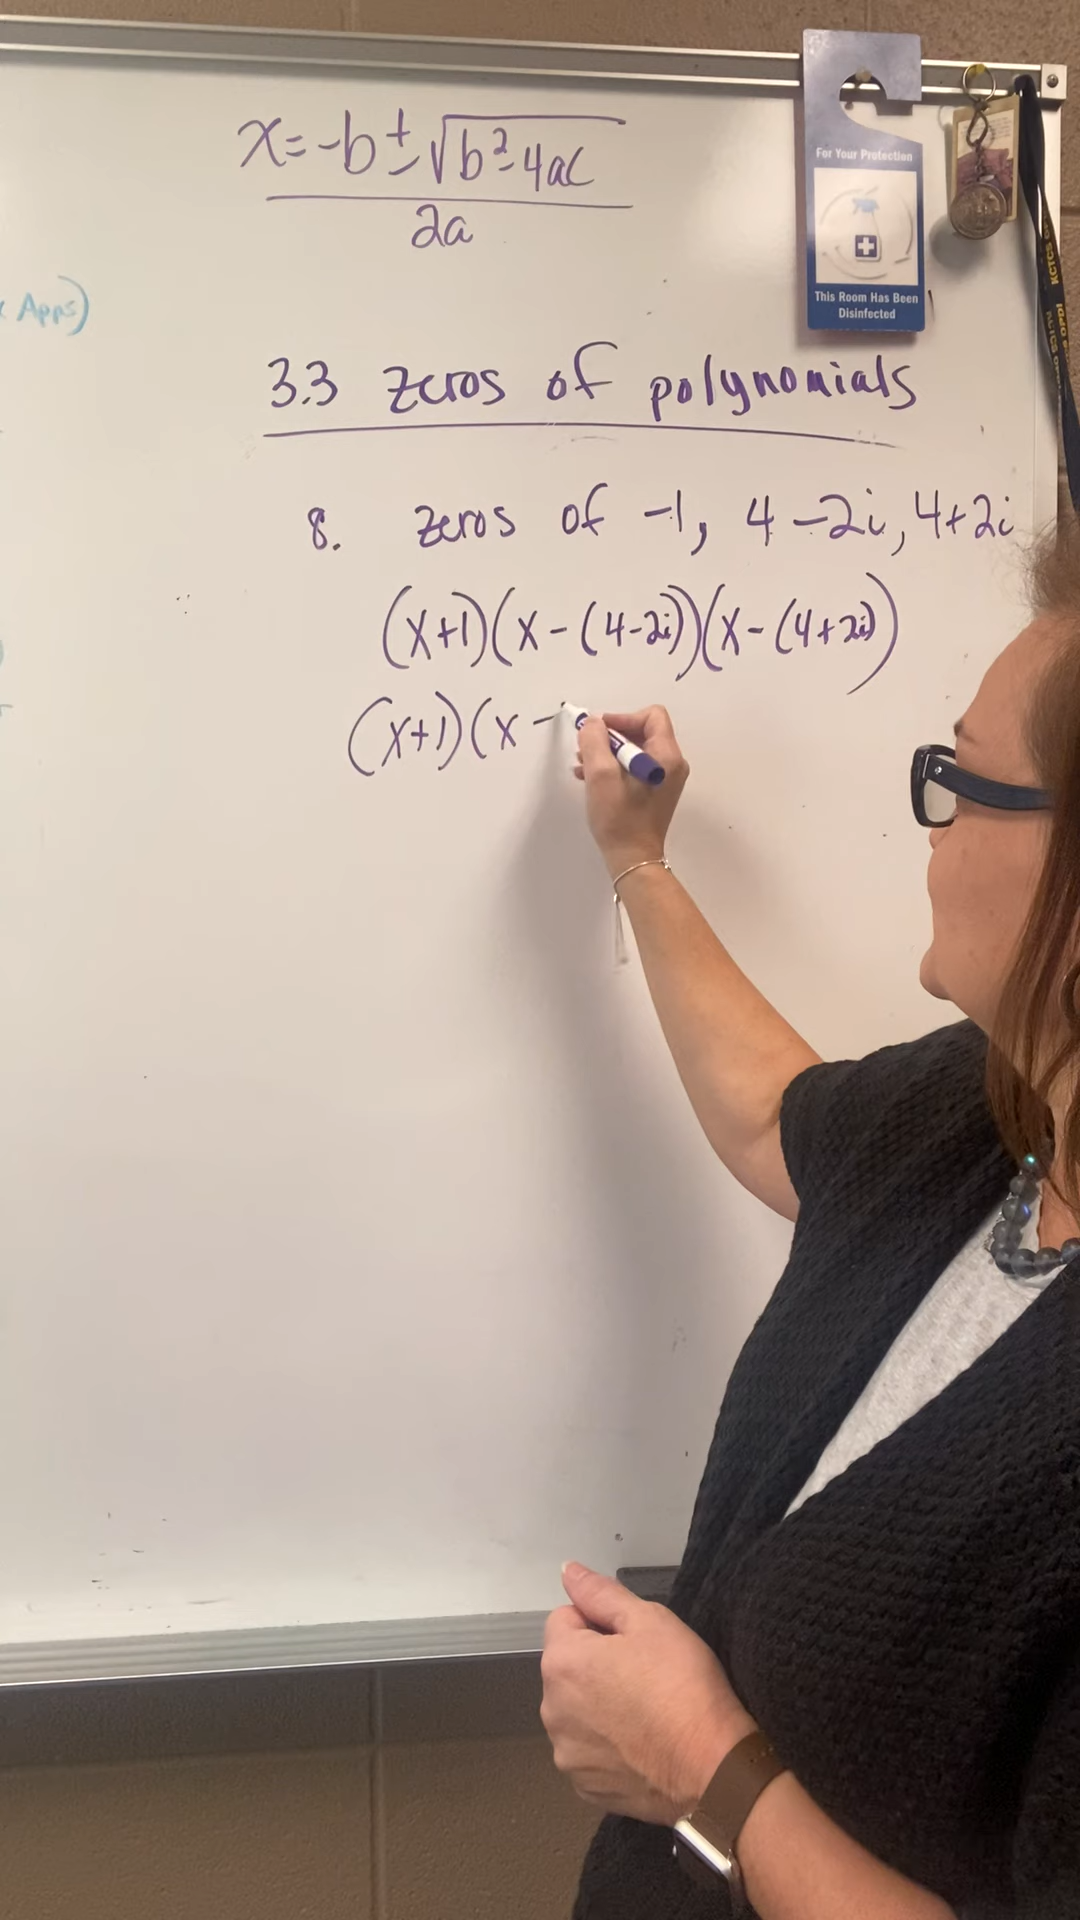 x = -b ± √b² - 4ac
2a
Apps)
For Your Protection
This Room Has Been
Disinfected
KCTCS
3.3 zeros of polynomials
8. zeros of -1, 4 - 2i, 4 + 2i
(x+1)(x - (4-2i))(x - (4+2i))
(x+1)(x -